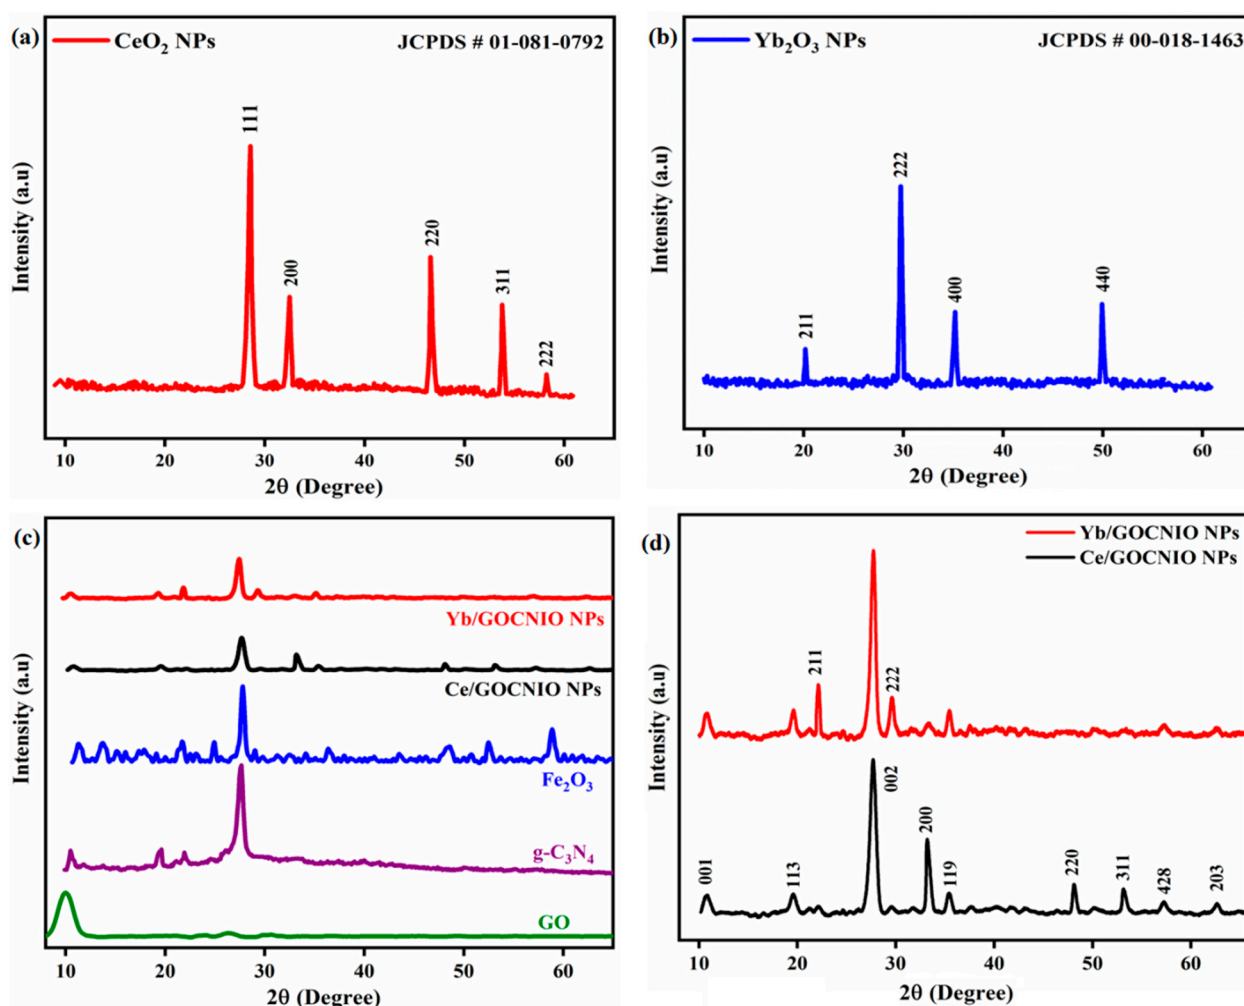 (a)
CeO₂ NPs
JCPDS # 01-081-0792
111
200
220
311
222
Intensity (a.u)
10 20 30 40 50 60
2θ (Degree)
(b)
Yb₂O₃ NPs
JCPDS # 00-018-1463
211
222
400
440
Intensity (a.u)
10 20 30 40 50 60
2θ (Degree)
(c)
Yb/GOCNIO NPs
Ce/GOCNIO NPs
Fe₂O₃
g-C₃N₄
GO
Intensity (a.u)
10 20 30 40 50 60
2θ (Degree)
(d)
Yb/GOCNIO NPs
Ce/GOCNIO NPs
211
222
001
113
002
200
119
220
311
428
203
Intensity (a.u)
10 20 30 40 50 60
2θ (Degree)